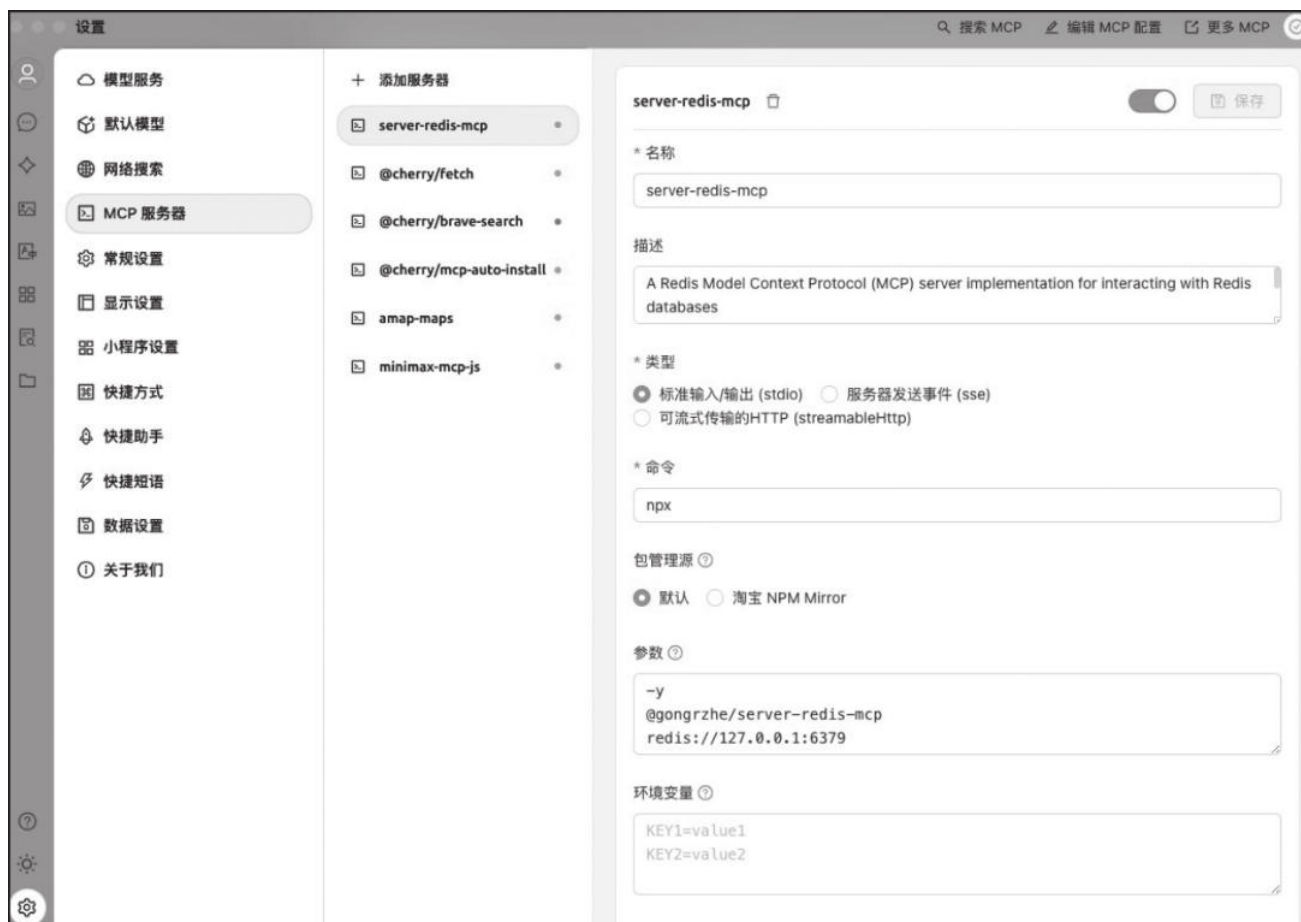 设置
搜索 MCP
编辑 MCP 配置
更多 MCP
模型服务
默认模型
网络搜索
MCP 服务器
常规设置
显示设置
小程序设置
快捷方式
快捷助手
快捷短语
数据设置
关于我们
添加服务器
server-redis-mcp
@cherry/fetch
@cherry/brave-search
@cherry/mcp-auto-install
amap-maps
minimax-mcp-js
server-redis-mcp
保存
* 名称
server-redis-mcp
描述
A Redis Model Context Protocol (MCP) server implementation for interacting with Redis
databases
* 类型
标准输入/输出 (stdio) 服务器发送事件 (sse)
可流式传输的HTTP (streamableHttp)
* 命令
npx
包管理源
默认 淘宝 NPM Mirror
参数
-y
@gongrzhe/server-redis-mcp
redis://127.0.0.1:6379
环境变量
KEY1=value1
KEY2=value2